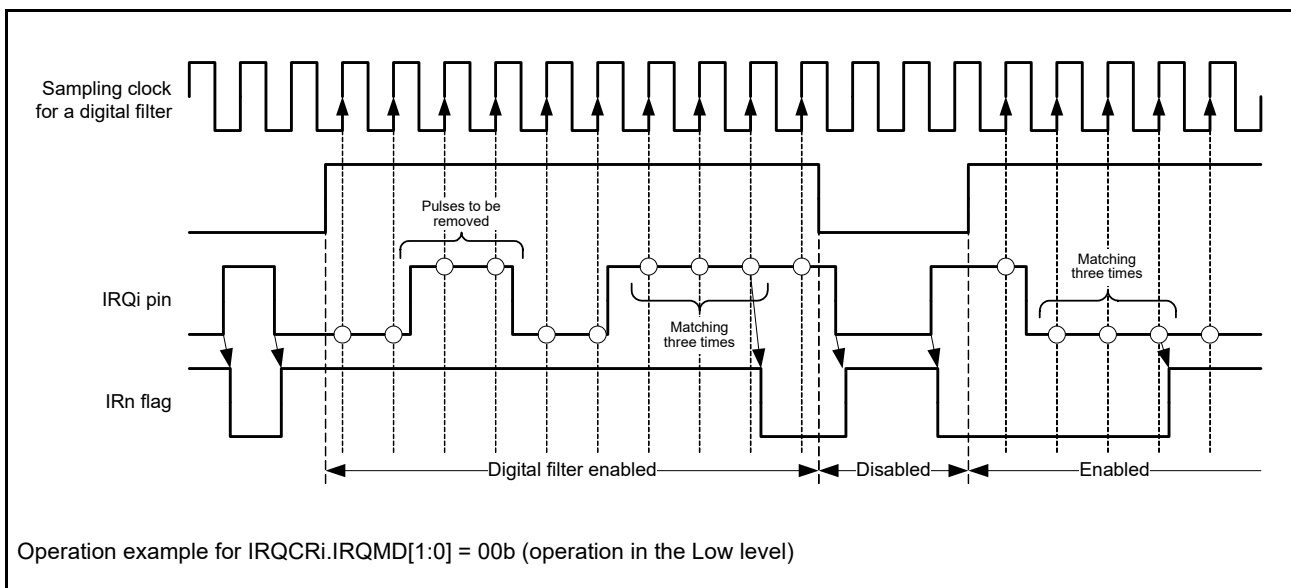 Sampling clock
for a digital filter
Pulses to be
removed
IRQi pin
Matching
three times
Matching
three times
IRn flag
Digital filter enabled
Disabled
Enabled
Operation example for IRQCRi.IRQMD[1:0] = 00b (operation in the Low level)